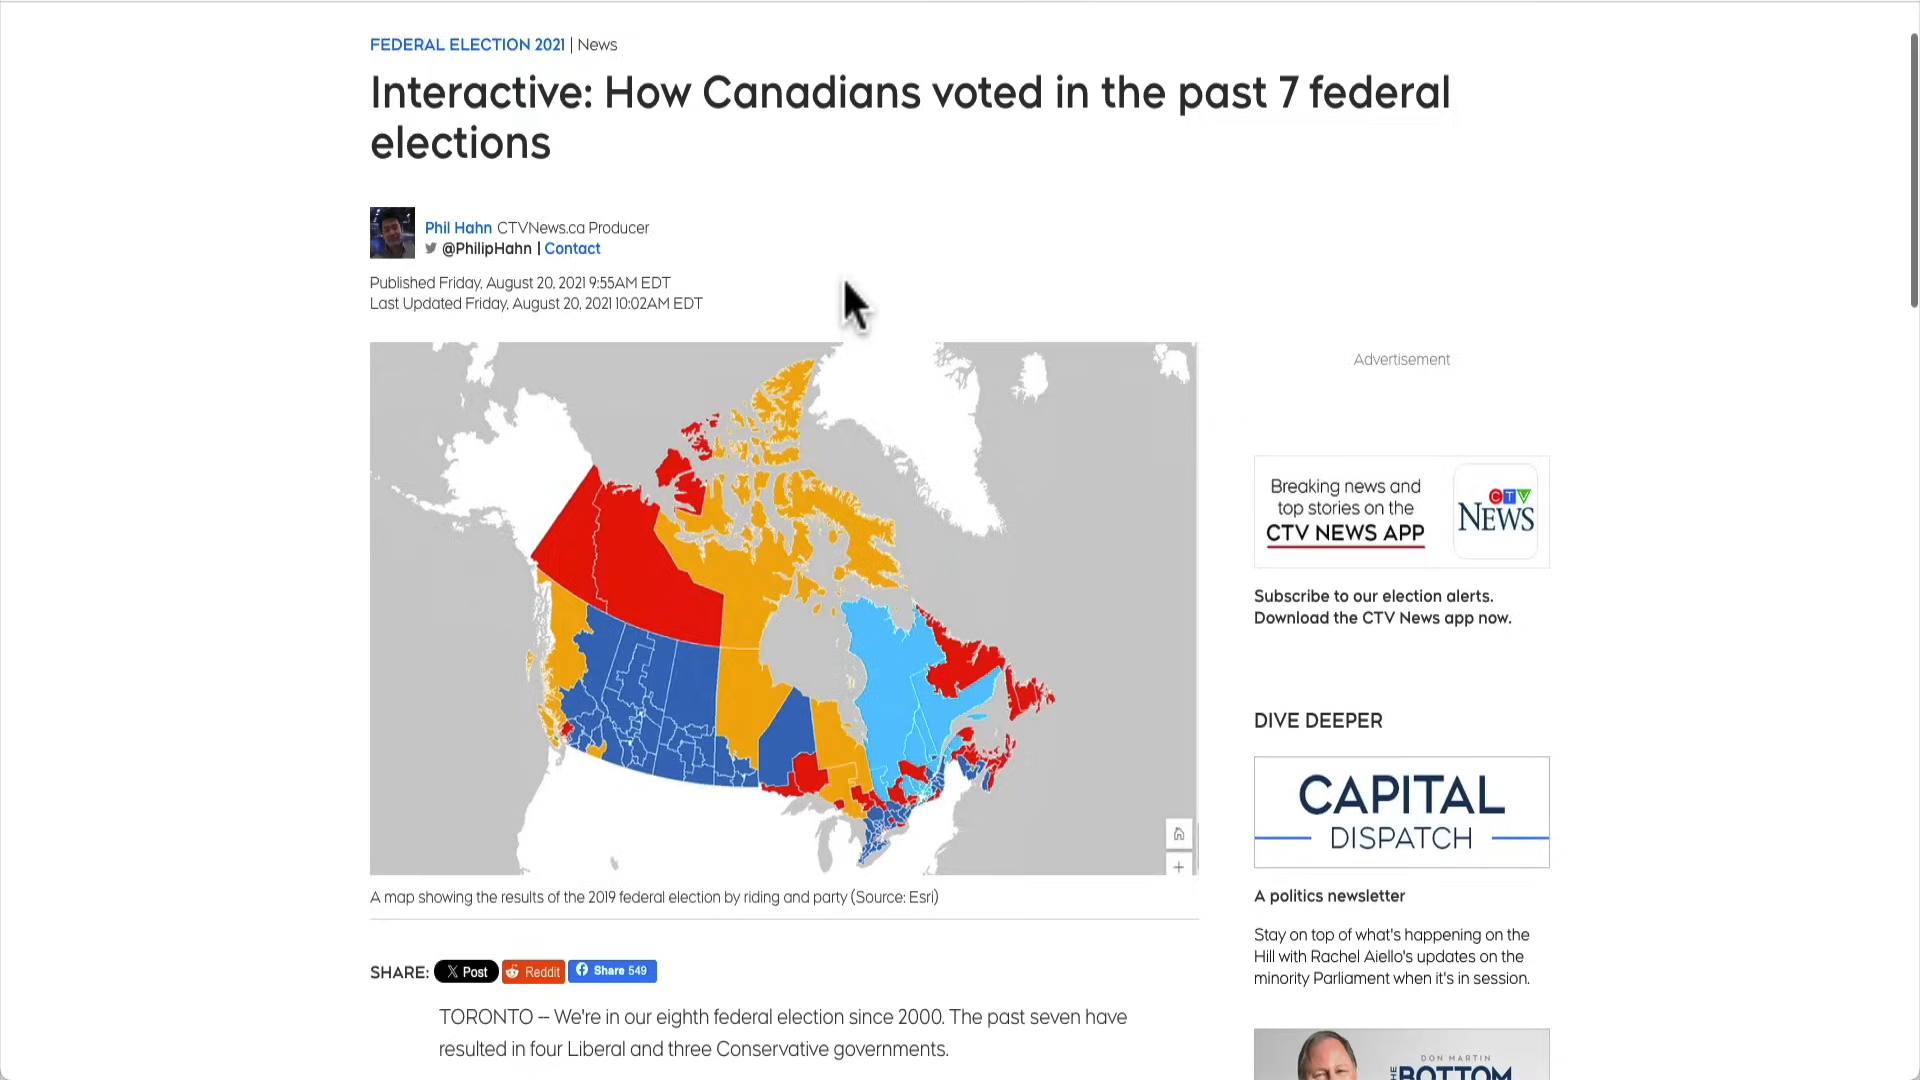 FEDERAL ELECTION 2021 | News
Interactive: How Canadians voted in the past 7 federal
elections
Phil Hahn CTVNews.ca Producer
@PhilipHahn | Contact
Published Friday, August 20, 2021 9:55AM EDT
Last Updated Friday, August 20, 2021 10:02AM EDT
A map showing the results of the 2019 federal election by riding and party (Source: Esri)
SHARE: X Post Reddit Share 549
TORONTO -- We're in our eighth federal election since 2000. The past seven have
resulted in four Liberal and three Conservative governments.
Advertisement
Breaking news and
top stories on the
CTV NEWS APP
CTV
NEWS
Subscribe to our election alerts.
Download the CTV News app now.
DIVE DEEPER
CAPITAL
DISPATCH
A politics newsletter
Stay on top of what's happening on the
Hill with Rachel Aiello's updates on the
minority Parliament when it's in session.
DON MARTIN
THE BOTTOM